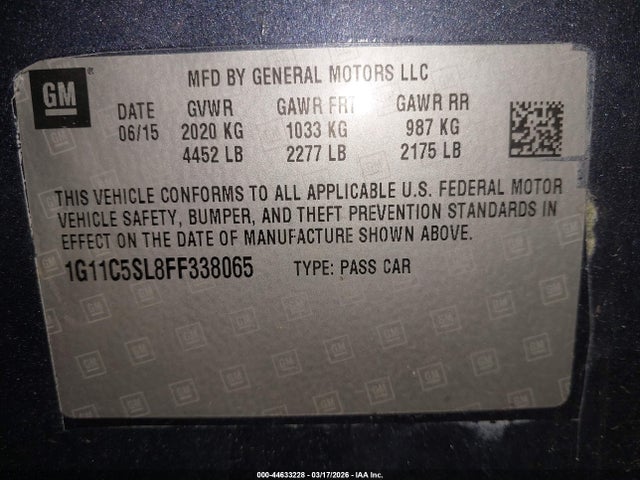 GM
MFD BY GENERAL MOTORS LLC
DATE GVWR GAWR FRT GAWR RR
06/15 2020 KG 1033 KG 987 KG
4452 LB 2277 LB 2175 LB
THIS VEHICLE CONFORMS TO ALL APPLICABLE U.S. FEDERAL MOTOR
VEHICLE SAFETY, BUMPER, AND THEFT PREVENTION STANDARDS IN
EFFECT ON THE DATE OF MANUFACTURE SHOWN ABOVE.
1G11C5SL8FF338065 TYPE: PASS CAR
000-44633228 - 03/17/2026 - IAA Inc.